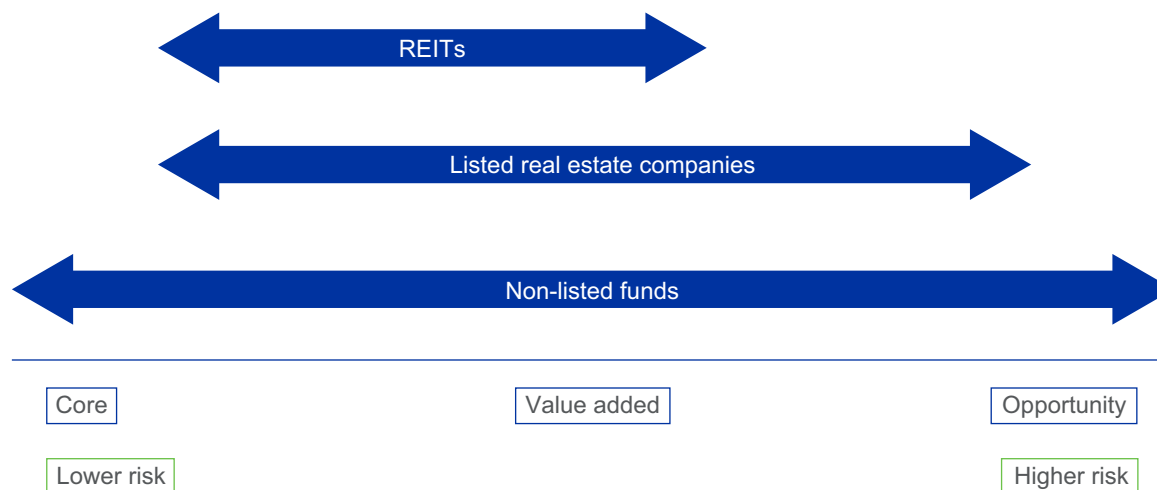 REITs
Listed real estate companies
Non-listed funds
Core
Value added
Opportunity
Lower risk
Higher risk